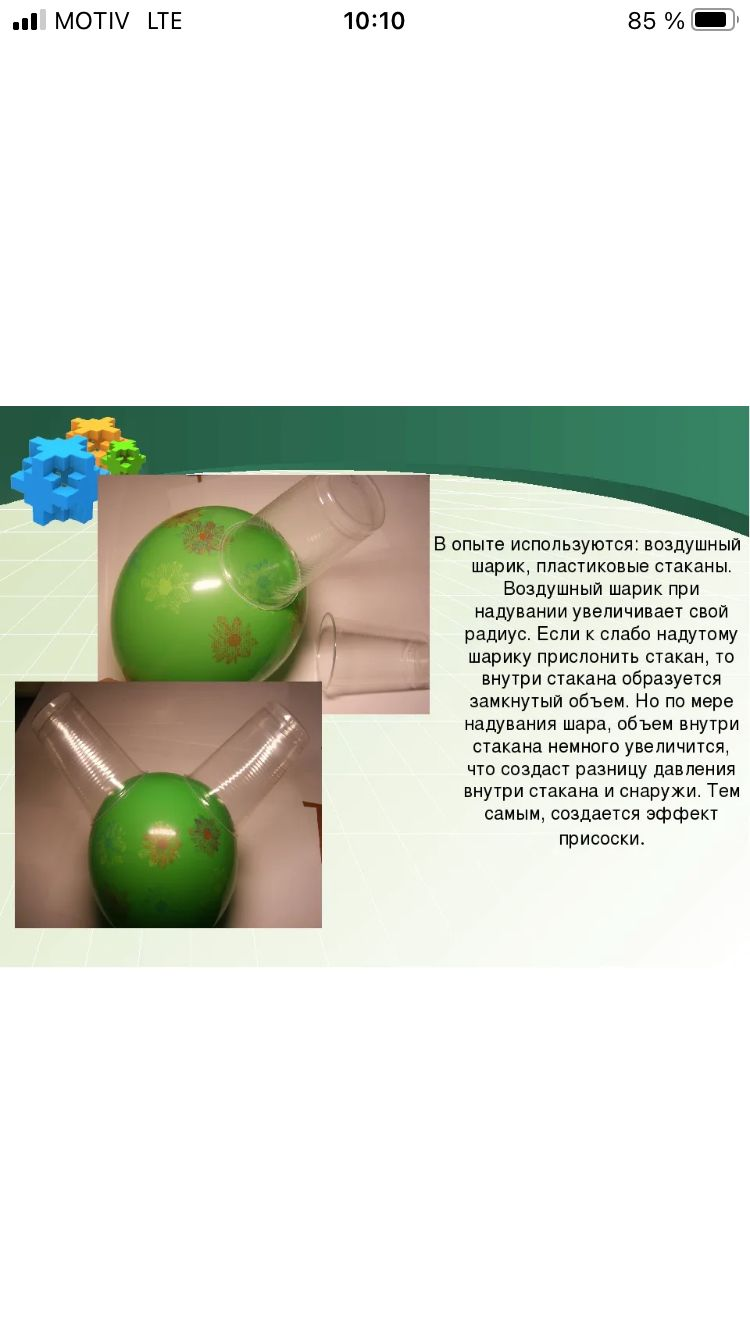 MOTIV LTE 10:10 85 %
В опыте используются: воздушный
шарик, пластиковые стаканы.
Воздушный шарик при
надувании увеличивает свой
радиус. Если к слабо надутому
шарику прислонить стакан, то
внутри стакана образуется
замкнутый объем. Но по мере
надувания шара, объем внутри
стакана немного увеличится,
что создаст разницу давления
внутри стакана и снаружи. Тем
самым, создается эффект
присоски.